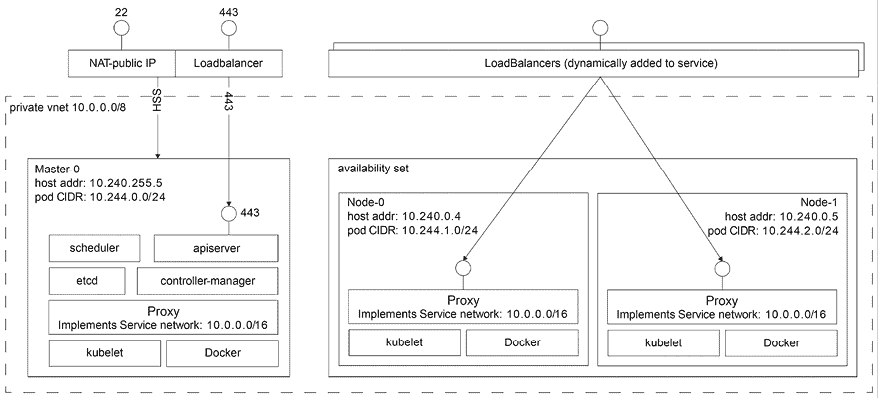 22
443
NAT-public IP
Loadbalancer
LoadBalancers (dynamically added to service)
SSH
443
private vnet 10.0.0.0/8
Master 0
host addr: 10.240.255.5
pod CIDR: 10.244.0.0/24
443
scheduler
apiserver
etcd
controller-manager
Proxy
Implements Service network: 10.0.0.0/16
kubelet
Docker
availability set
Node-0
host addr: 10.240.0.4
pod CIDR: 10.244.1.0/24
Proxy
Implements Service network: 10.0.0.0/16
kubelet
Docker
Node-1
host addr: 10.240.0.5
pod CIDR: 10.244.2.0/24
Proxy
Implements Service network: 10.0.0.0/16
kubelet
Docker